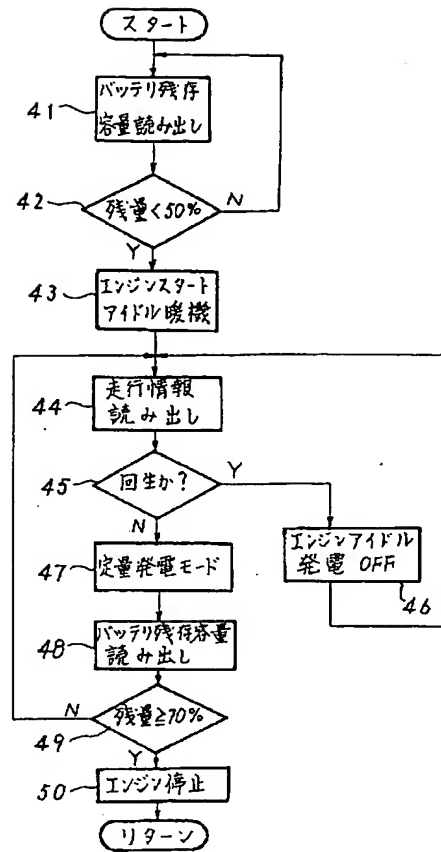 スタート
41
バッテリ残存
容量読み出し
42
残量<50%
N
Y
43
エンジンスタート
アイドル暖機
44
走行情報
読み出し
45
回生か?
Y
N
エンジンアイドル
発電 OFF
46
47
定量発電モード
48
バッテリ残存容量
読み出し
N
残量≧70%
49
Y
50
エンジン停止
リターン